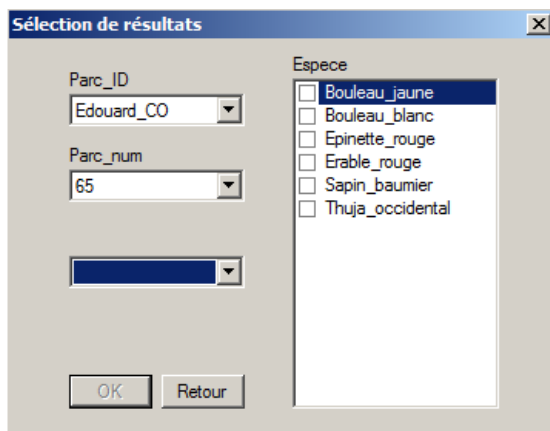 Sélection de résultats
Parc_ID
Edouard_CO
Parc_num
65
Espece
Bouleau_jaune
Bouleau_blanc
Epinette_rouge
Erable_rouge
Sapin_baumier
Thuja_occidental
OK
Retour